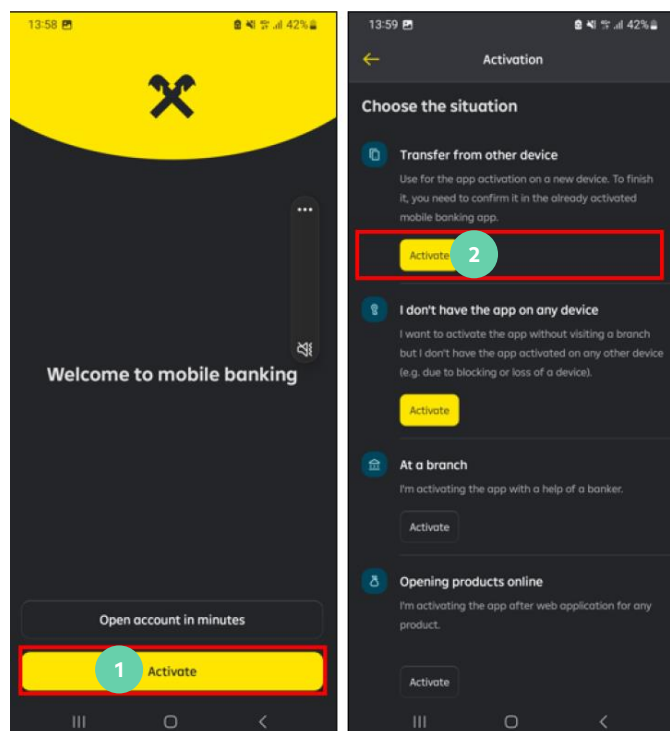 13:58 42%
Welcome to mobile banking
Open account in minutes
1 Activate
13:59 42%
Activation
Choose the situation
Transfer from other device
Use for the app activation on a new device. To finish
it, you need to confirm it in the already activated
mobile banking app.
Activate 2
I don't have the app on any device
I want to activate the app without visiting a branch
but I don't have the app activated on any other device
(e.g. due to blocking or loss of a device).
Activate
At a branch
I'm activating the app with a help of a banker.
Activate
Opening products online
I'm activating the app after web application for any
product.
Activate